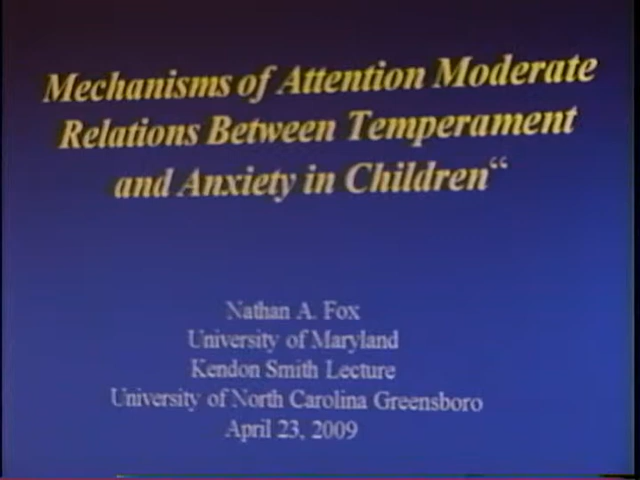 Mechanisms of Attention Moderate
Relations Between Temperament
and Anxiety in Children“
Nathan A. Fox
University of Maryland
Kendon Smith Lecture
University of North Carolina Greensboro
April 23, 2009